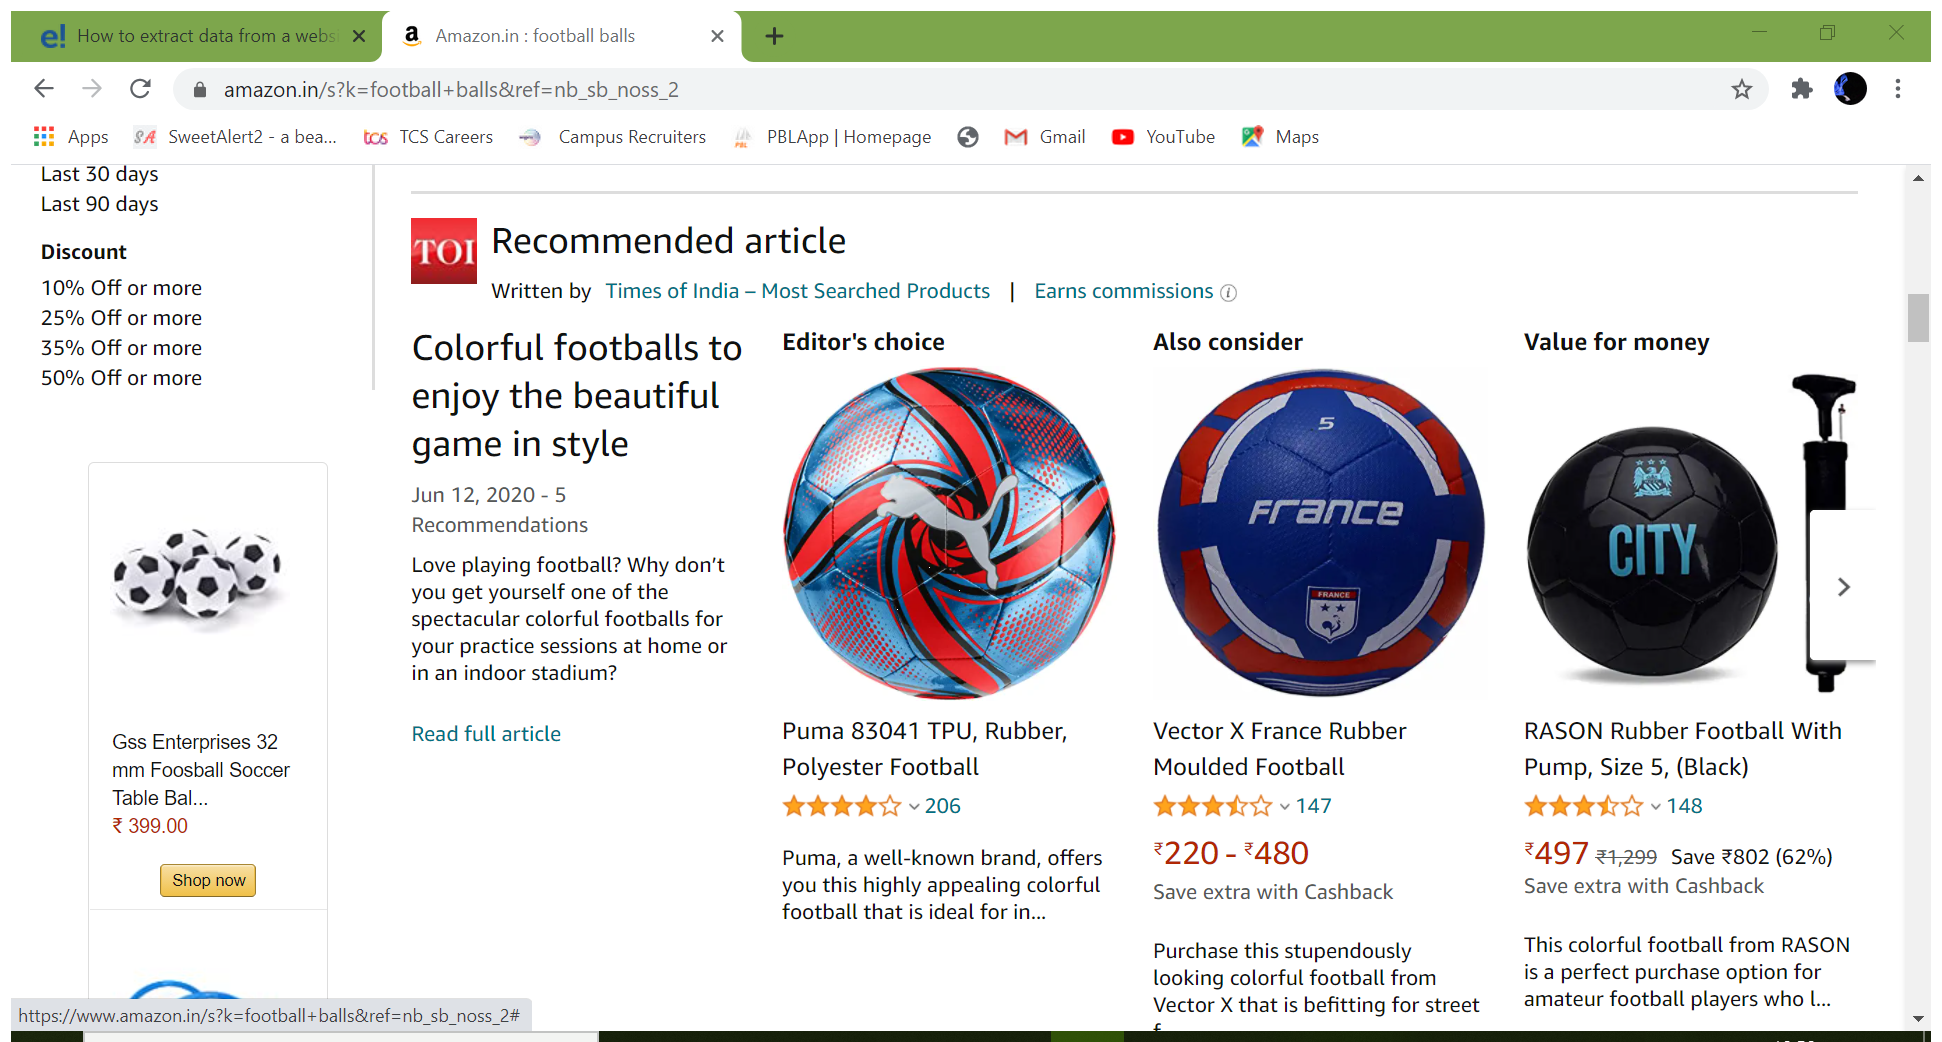 e! How to extract data from a webs
a Amazon.in : football balls
amazon.in/s?k=football+balls&ref=nb_sb_noss_2
Apps
SA SweetAlert2 - a bea...
tcs TCS Careers
Campus Recruiters
PBL PBLApp | Homepage
Gmail
YouTube
Maps
Last 30 days
Last 90 days
Discount
10% Off or more
25% Off or more
35% Off or more
50% Off or more
Gss Enterprises 32
mm Foosball Soccer
Table Bal...
₹ 399.00
Shop now
TOI
Recommended article
Written by Times of India – Most Searched Products | Earns commissions i
Colorful footballs to
enjoy the beautiful
game in style
Jun 12, 2020 - 5
Recommendations
Love playing football? Why don’t
you get yourself one of the
spectacular colorful footballs for
your practice sessions at home or
in an indoor stadium?
Read full article
Editor's choice
Puma 83041 TPU, Rubber,
Polyester Football
206
Puma, a well-known brand, offers
you this highly appealing colorful
football that is ideal for in...
Also consider
5
France
FRANCE
Vector X France Rubber
Moulded Football
147
₹220 - ₹480
Save extra with Cashback
Purchase this stupendously
looking colorful football from
Vector X that is befitting for street
Value for money
CITY
RASON Rubber Football With
Pump, Size 5, (Black)
148
₹497 ₹1,299 Save ₹802 (62%)
Save extra with Cashback
This colorful football from RASON
is a perfect purchase option for
amateur football players who l...
https://www.amazon.in/s?k=football+balls&ref=nb_sb_noss_2#